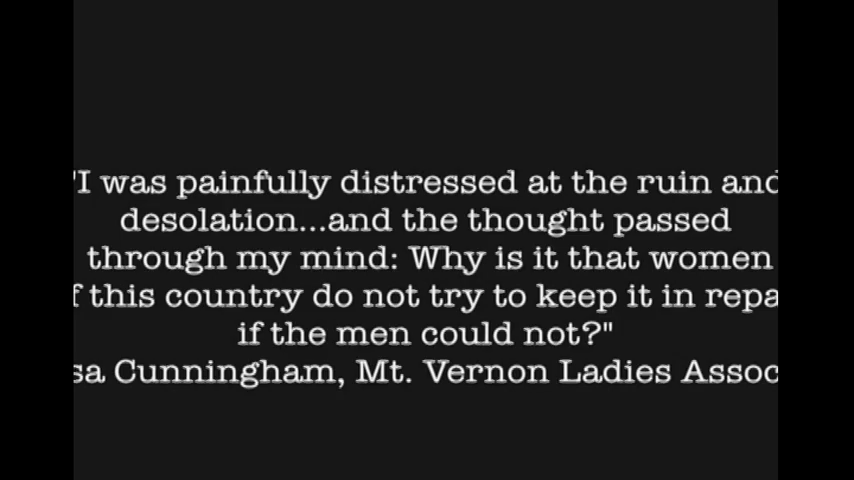 "I was painfully distressed at the ruin and
desolation...and the thought passed
through my mind: Why is it that women
f this country do not try to keep it in repa
if the men could not?"
sa Cunningham, Mt. Vernon Ladies Assoc